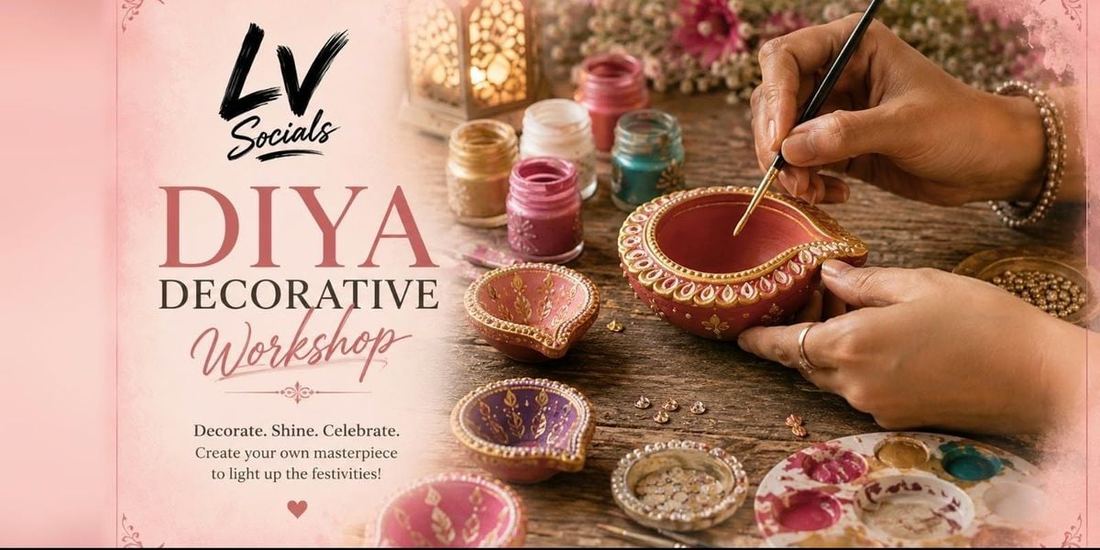 LV
Socials
DIYA
DECORATIVE
Workshop
Decorate. Shine. Celebrate.
Create your own masterpiece
to light up the festivities!